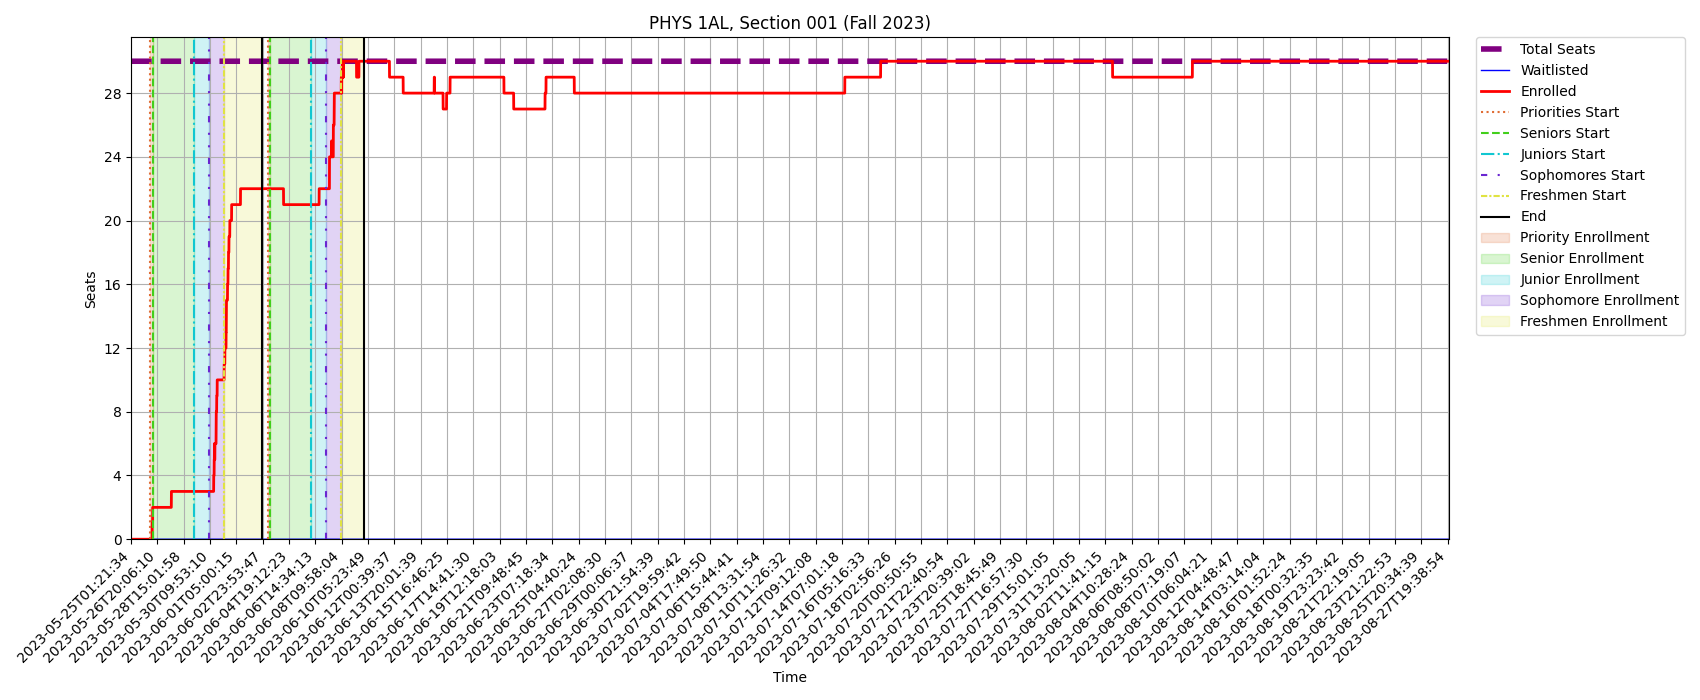 PHYS 1AL, Section 001 (Fall 2023)
Seats
28
24
20
16
12
8
4
0
2023-05-25T01:21:34
2023-05-26T20:06:10
2023-05-28T15:01:58
2023-05-30T09:53:10
2023-06-01T05:00:15
2023-06-02T23:53:47
2023-06-04T19:12:23
2023-06-06T14:34:13
2023-06-08T09:58:04
2023-06-10T05:23:49
2023-06-12T00:39:37
2023-06-13T20:01:39
2023-06-15T16:46:25
2023-06-17T14:41:30
2023-06-19T12:18:03
2023-06-21T09:48:45
2023-06-23T07:18:34
2023-06-25T04:40:24
2023-06-27T02:08:30
2023-06-29T00:06:37
2023-06-30T21:54:39
2023-07-02T19:59:42
2023-07-04T17:49:50
2023-07-06T15:44:41
2023-07-08T13:31:54
2023-07-10T11:26:32
2023-07-12T09:12:08
2023-07-14T07:01:18
2023-07-16T05:16:33
2023-07-18T02:56:26
2023-07-20T00:50:55
2023-07-21T22:40:54
2023-07-23T20:39:02
2023-07-25T18:45:49
2023-07-27T16:57:30
2023-07-29T15:01:05
2023-07-31T13:20:05
2023-08-02T11:41:15
2023-08-04T10:28:24
2023-08-06T08:50:02
2023-08-08T07:19:07
2023-08-10T06:04:21
2023-08-12T04:48:47
2023-08-14T03:14:04
2023-08-16T01:52:24
2023-08-18T00:32:35
2023-08-19T23:23:42
2023-08-21T22:19:05
2023-08-23T21:22:53
2023-08-25T20:34:39
2023-08-27T19:38:54
Time
Total Seats
Waitlisted
Enrolled
Priorities Start
Seniors Start
Juniors Start
Sophomores Start
Freshmen Start
End
Priority Enrollment
Senior Enrollment
Junior Enrollment
Sophomore Enrollment
Freshmen Enrollment